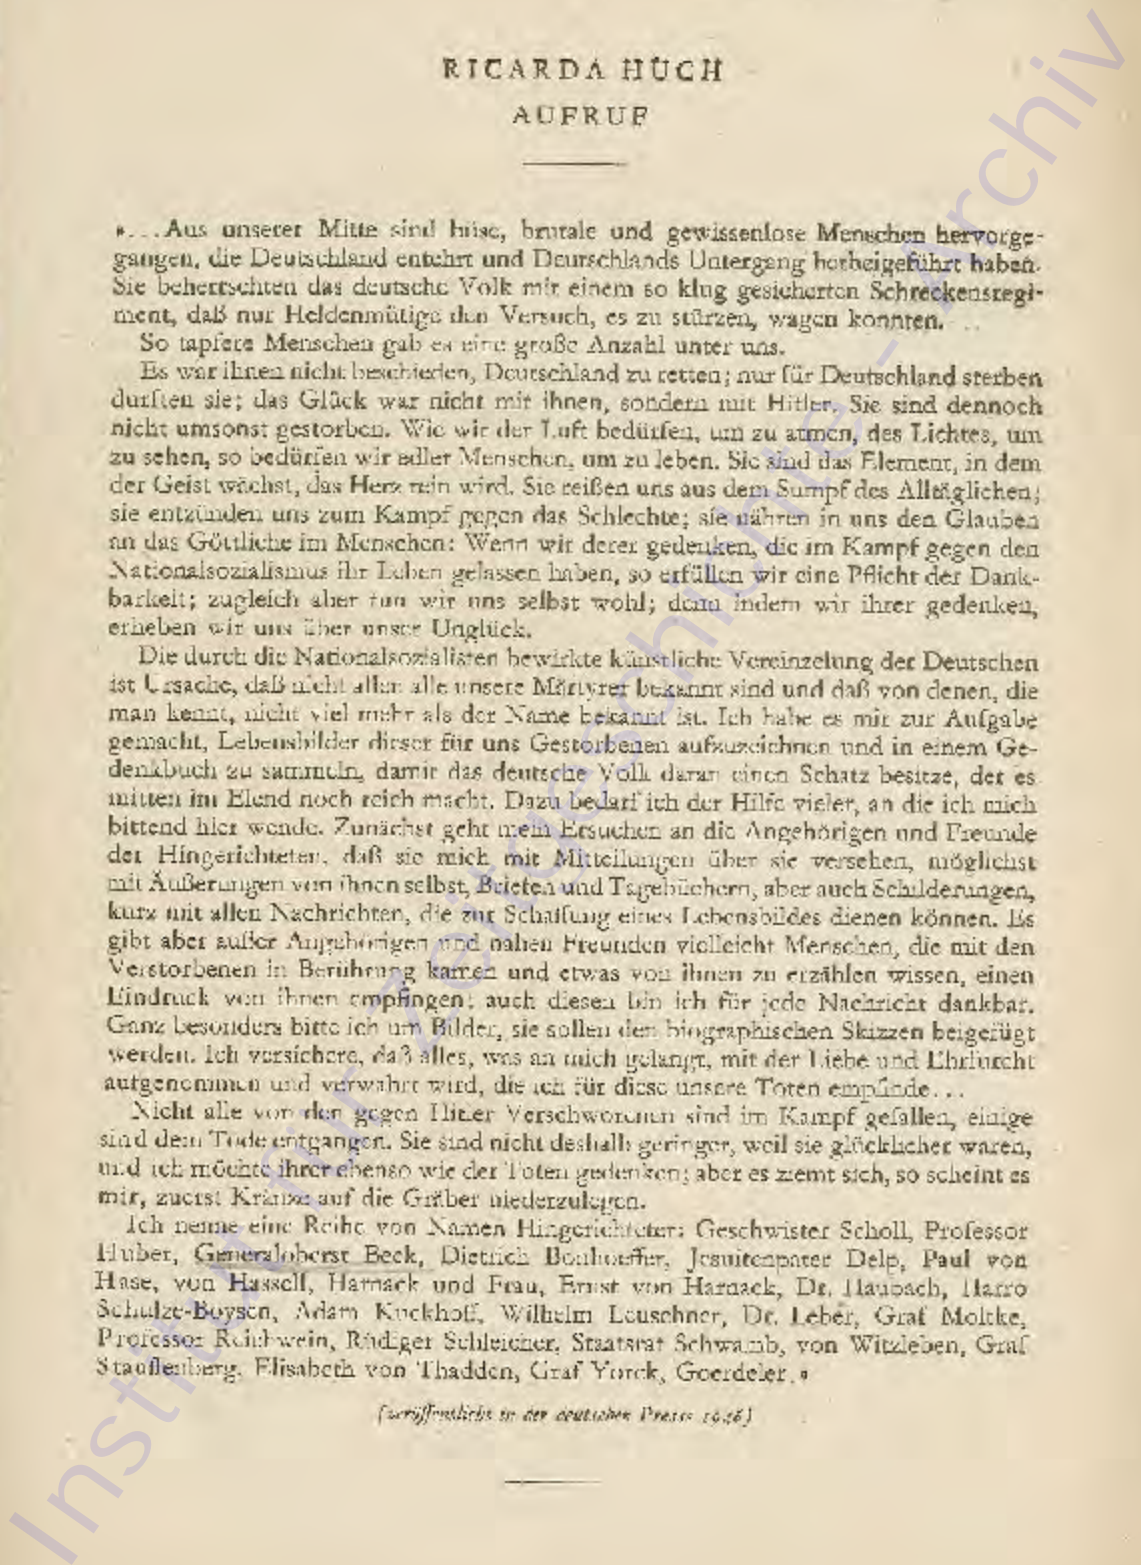 RICARDA HUCH
AUFRUF
»...Aus unserer Mitte sind böse, brutale und gewissenlose Menschen hervorge-
gangen, die Deutschland entehrt und Deutschlands Untergang herbeigeführt haben.
Sie beherrschten das deutsche Volk mit einem so klug gesicherten Schreckensregi-
ment, daß nur Heldenmütige den Versuch, es zu stürzen, wagen konnten. ...
So tapfere Menschen gab es eine große Anzahl unter uns.
Es war ihnen nicht beschieden, Deutschland zu retten; nur für Deutschland sterben
durften sie; das Glück war nicht mit ihnen, sondern mit Hitler. Sie sind dennoch
nicht umsonst gestorben. Wie wir der Luft bedürfen, um zu atmen, des Lichtes, um
zu sehen, so bedürfen wir edler Menschen, um zu leben. Sie sind das Element, in dem
der Geist wächst, das Herz rein wird. Sie reißen uns aus dem Sumpf des Alltäglichen;
sie entzünden uns zum Kampf gegen das Schlechte; sie nähren in uns den Glauben
an das Göttliche im Menschen: Wenn wir derer gedenken, die im Kampf gegen den
Nationalsozialismus ihr Leben gelassen haben, so erfüllen wir eine Pflicht der Dank-
barkeit; zugleich aber tun wir uns selbst wohl; denn indem wir ihrer gedenken,
erheben wir uns über unser Unglück.
Die durch die Nationalsozialisten bewirkte künstliche Vereinzelung der Deutschen
ist Ursache, daß nicht allen alle unsere Märtyrer bekannt sind und daß von denen, die
man kennt, nicht viel mehr als der Name bekannt ist. Ich habe es mir zur Aufgabe
gemacht, Lebensbilder dieser für uns Gestorbenen aufzuzeichnen und in einem Ge-
denkbuch zu sammeln, damit das deutsche Volk daran einen Schatz besitze, der es
mitten im Elend noch reich macht. Dazu bedarf ich der Hilfe vieler, an die ich mich
bittend hier wende. Zunächst geht mein Ersuchen an die Angehörigen und Freunde
der Hingerichteten, daß sie mich mit Mitteilungen über sie versehen, möglichst
mit Äußerungen von ihnen selbst, Briefen und Tagebüchern, aber auch Schilderungen,
kurz mit allen Nachrichten, die zur Schaffung eines Lebensbildes dienen können. Es
gibt aber außer Angehörigen und nahen Freunden vielleicht Menschen, die mit den
Verstorbenen in Berührung kamen und etwas von ihnen zu erzählen wissen, einen
Eindruck von ihnen empfingen; auch diesen bin ich für jede Nachricht dankbar.
Ganz besonders bitte ich um Bilder, sie sollen den biographischen Skizzen beigefügt
werden. Ich versichere, daß alles, was an mich gelangt, mit der Liebe und Ehrfurcht
aufgenommen und verwahrt wird, die ich für diese unsere Toten empfinde...
Nicht alle von den gegen Hitler Verschworenen sind im Kampf gefallen, einige
sind dem Tode entgangen. Sie sind nicht deshalb geringer, weil sie glücklicher waren,
und ich möchte ihrer ebenso wie der Toten gedenken; aber es ziemt sich, so scheint es
mir, zuerst Kränze auf die Gräber niederzulegen.
Ich nenne eine Reihe von Namen Hingerichteter: Geschwister Scholl, Professor
Huber, Generaloberst Beck, Dietrich Bonhoeffer, Jesuitenpater Delp, Paul von
Hase, von Hassell, Harnack und Frau, Ernst von Harnack, Dr. Haubach, Harro
Schulze-Boysen, Adam Kuckhoff, Wilhelm Leuschner, Dr. Leber, Graf Moltke,
Professor Reichwein, Rüdiger Schleicher, Staatsrat Schwamb, von Witzleben, Graf
Stauffenberg, Elisabeth von Thadden, Graf Yorck, Goerdeler.«
(veröffentlicht in der deutschen Presse 1946)
Institut für Zeitgeschichte - Archiv